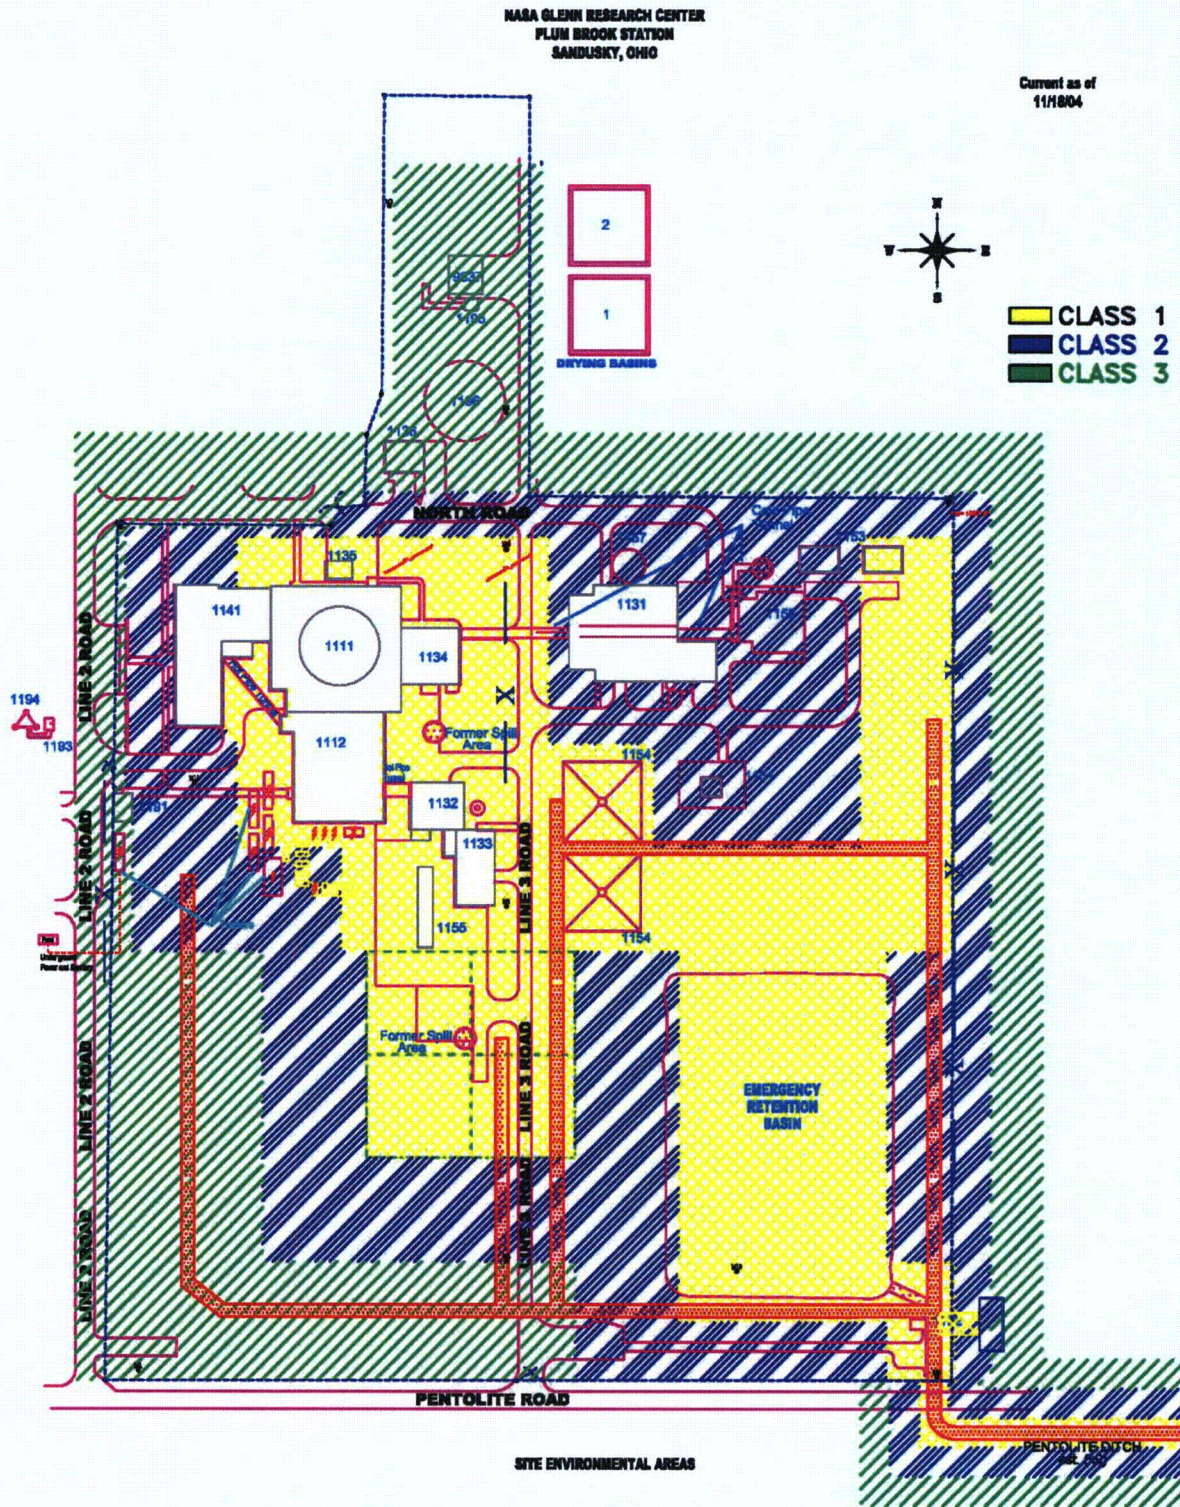 NASA GLENN RESEARCH CENTER
PLUM BROOK STATION
SANDUSKY, OHIO
Current as of
11/18/04
N
W
E
S
CLASS 1
CLASS 2
CLASS 3
2
1
DRYING BASINS
1196
NORTH ROAD
1135
1141
1111
1134
1131
1112
1132
1133
1155
1154
1154
1194
1193
1191
X
Former Spill
Area
Former Spill
Area
LINE 2 ROAD
LINE 2 ROAD
LINE 2 ROAD
LINE 2 ROAD
LINE 3 ROAD
LINE 3 ROAD
LINE 3 ROAD
EMERGENCY
RETENTION
BASIN
PENTOLITE ROAD
PENTOLITE DITCH
SITE ENVIRONMENTAL AREAS